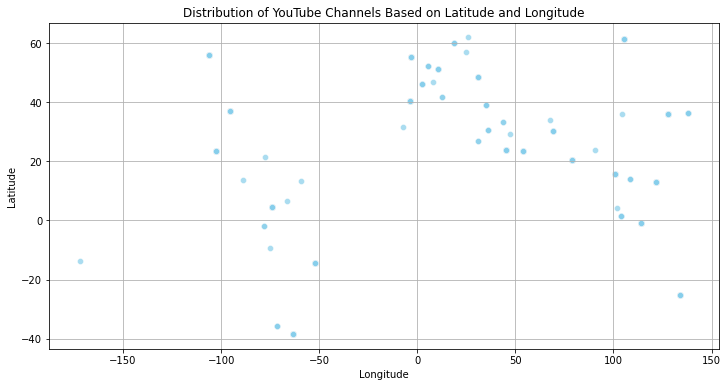 Distribution of YouTube Channels Based on Latitude and Longitude
60
40
20
0
−20
−40
Latitude
−150 −100 −50 0 50 100 150
Longitude